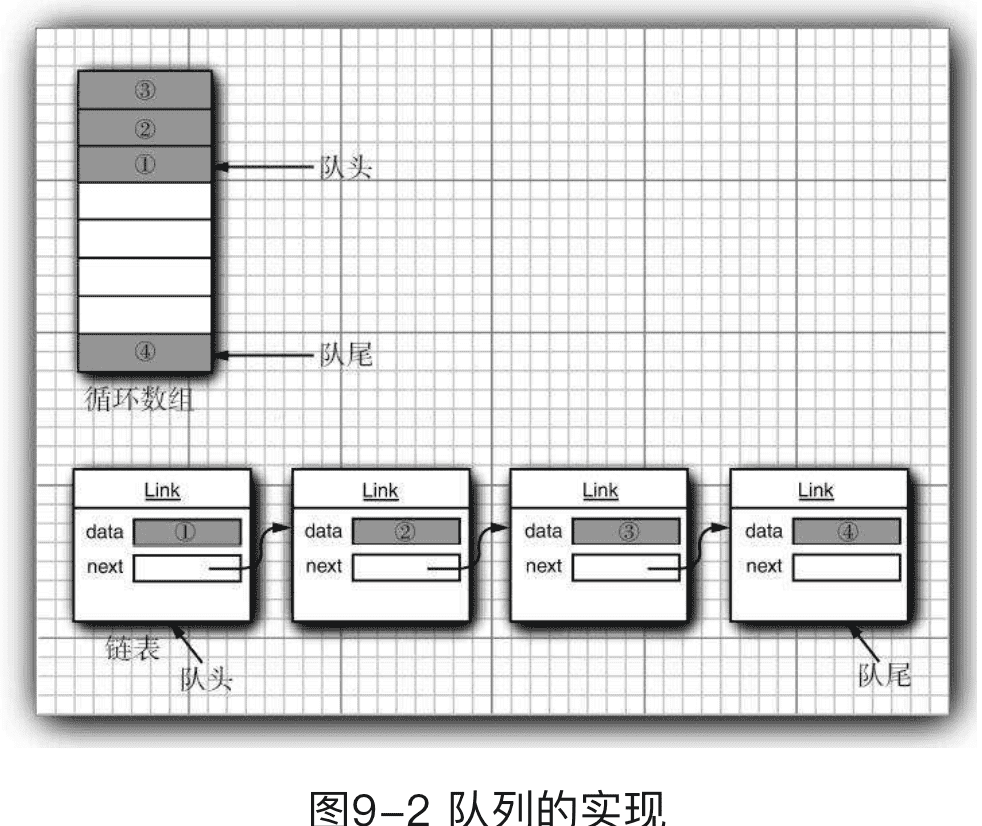 ③
②
① 队头
④ 队尾
循环数组
Link Link Link Link
data ① data ② data ③ data ④
next next next next
链表
队头 队尾
图9-2 队列的实现